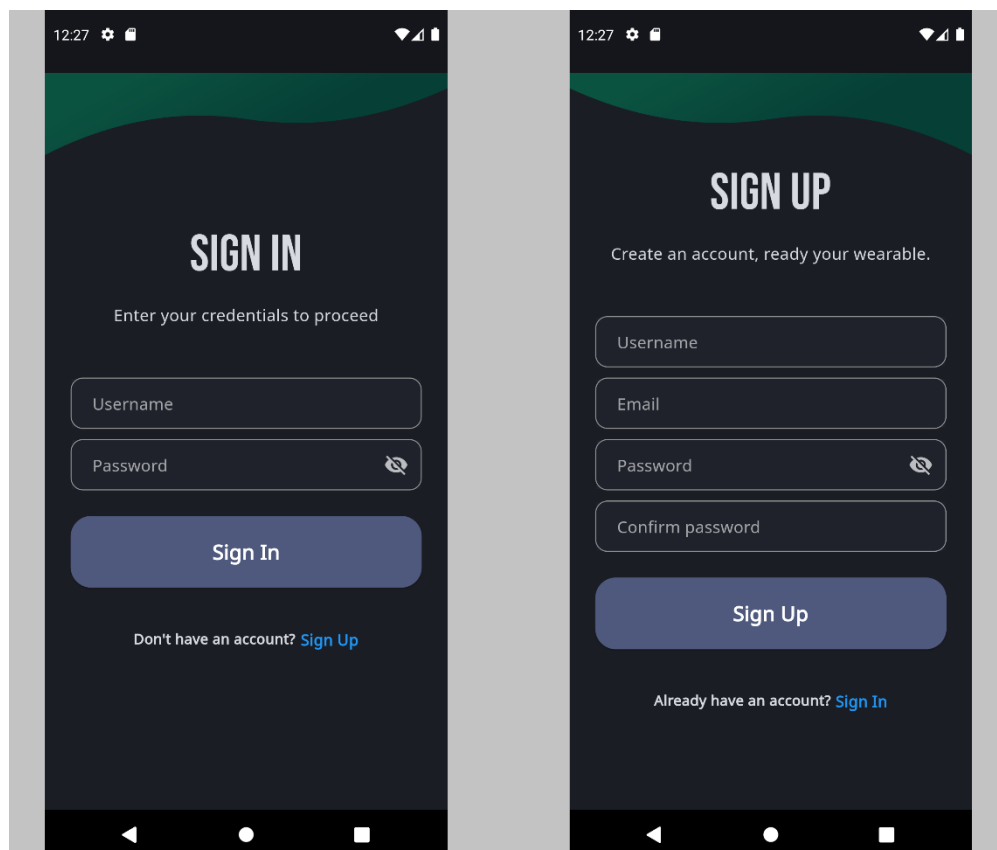 12:27
SIGN IN
Enter your credentials to proceed
Username
Password
Sign In
Don't have an account? Sign Up
12:27
SIGN UP
Create an account, ready your wearable.
Username
Email
Password
Confirm password
Sign Up
Already have an account? Sign In